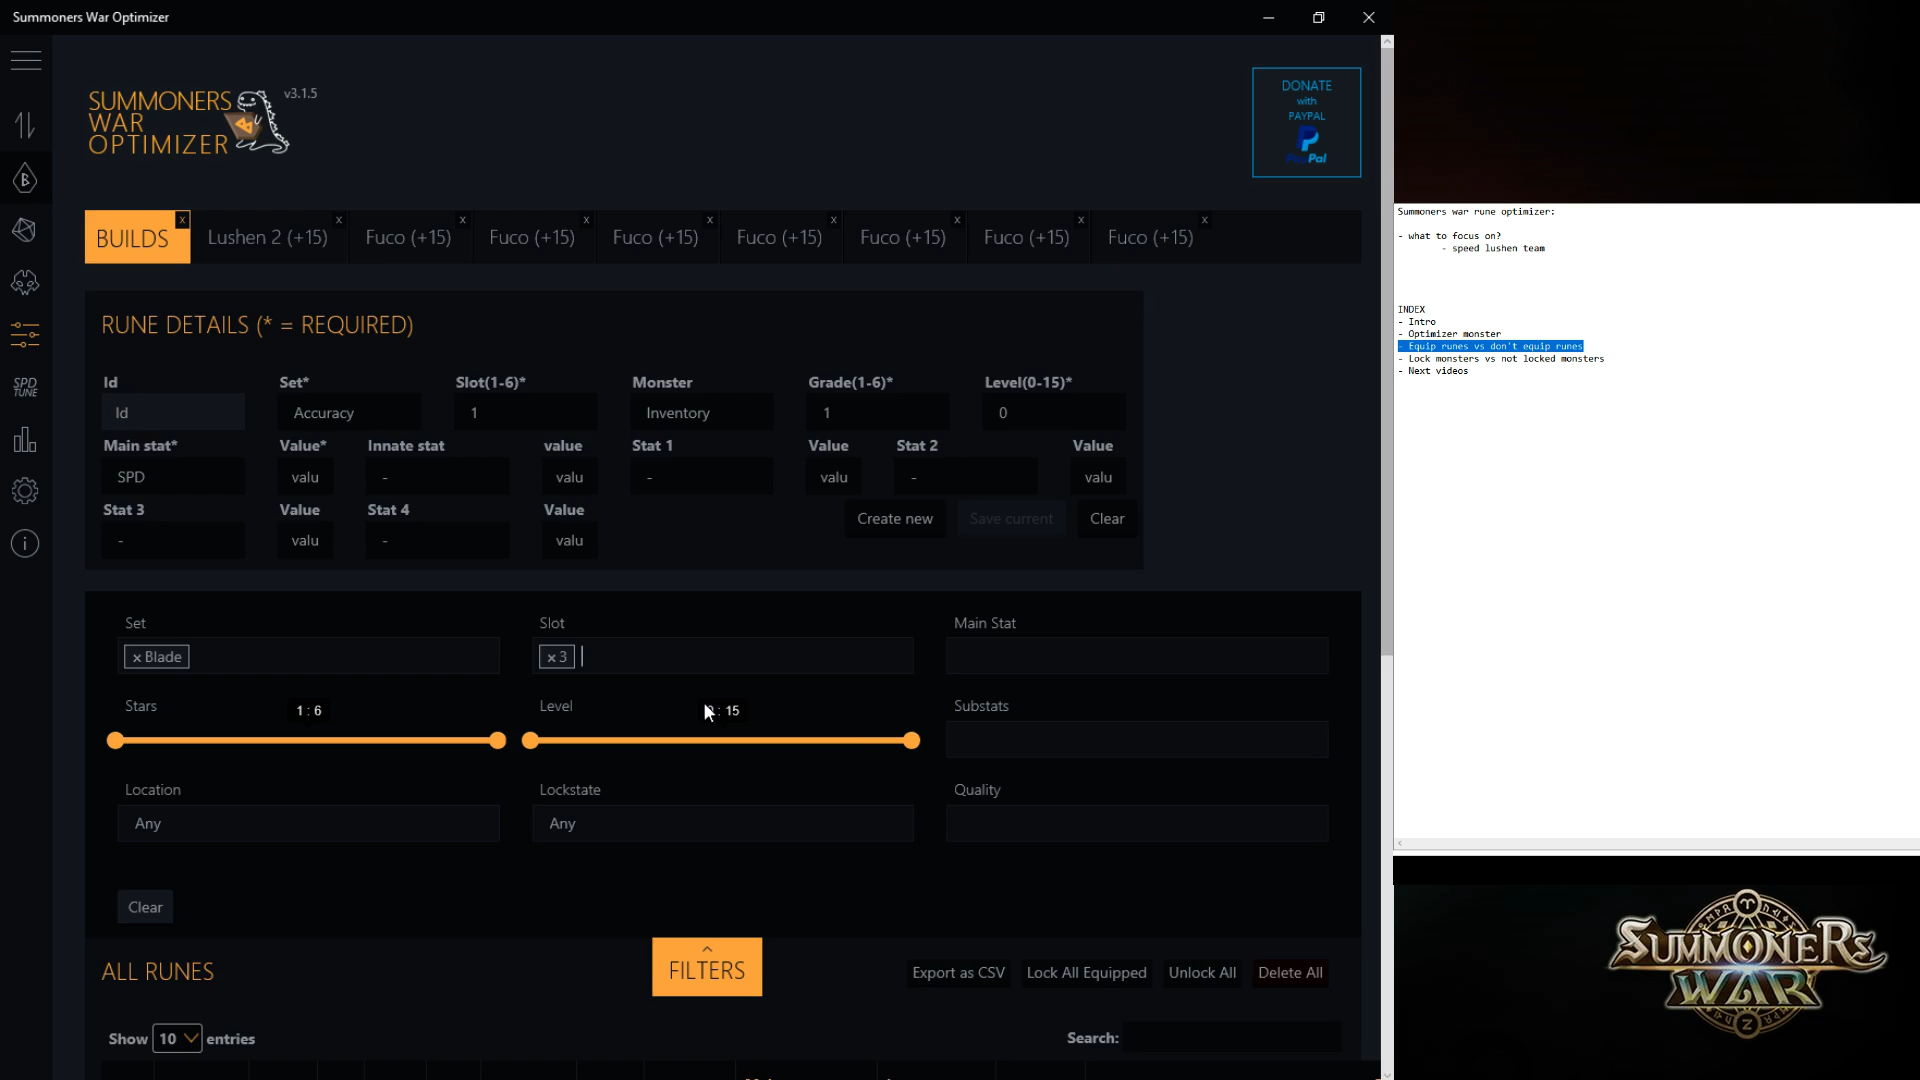 Summoners War Optimizer
SUMMONERS
WAR
OPTIMIZER
v3.1.5
DONATE
with
PAYPAL
PayPal
BUILDS x
Lushen 2 (+15) x
Fuco (+15) x
Fuco (+15) x
Fuco (+15) x
Fuco (+15) x
Fuco (+15) x
Fuco (+15) x
Fuco (+15) x
SPD
TUNE
RUNE DETAILS (* = REQUIRED)
Id Set* Slot(1-6)* Monster Grade(1-6)* Level(0-15)*
Id Accuracy 1 Inventory 1 0
Main stat* Value* Innate stat value Stat 1 Value Stat 2 Value
SPD valu - valu - valu - valu
Stat 3 Value Stat 4 Value
- valu - valu
Create new Save current Clear
Set Slot Main Stat
×Blade ×3
Stars 1 : 6 Level : 15 Substats
Location Lockstate Quality
Any Any
Clear
ALL RUNES
FILTERS
Export as CSV Lock All Equipped Unlock All Delete All
Show 10 entries
Search:
Summoners war rune optimizer:
- what to focus on?
- speed lushen team
INDEX
- Intro
- Optimizer monster
- Equip runes vs don't equip runes
- Lock monsters vs not locked monsters
- Next videos
SUMMONERS
WAR